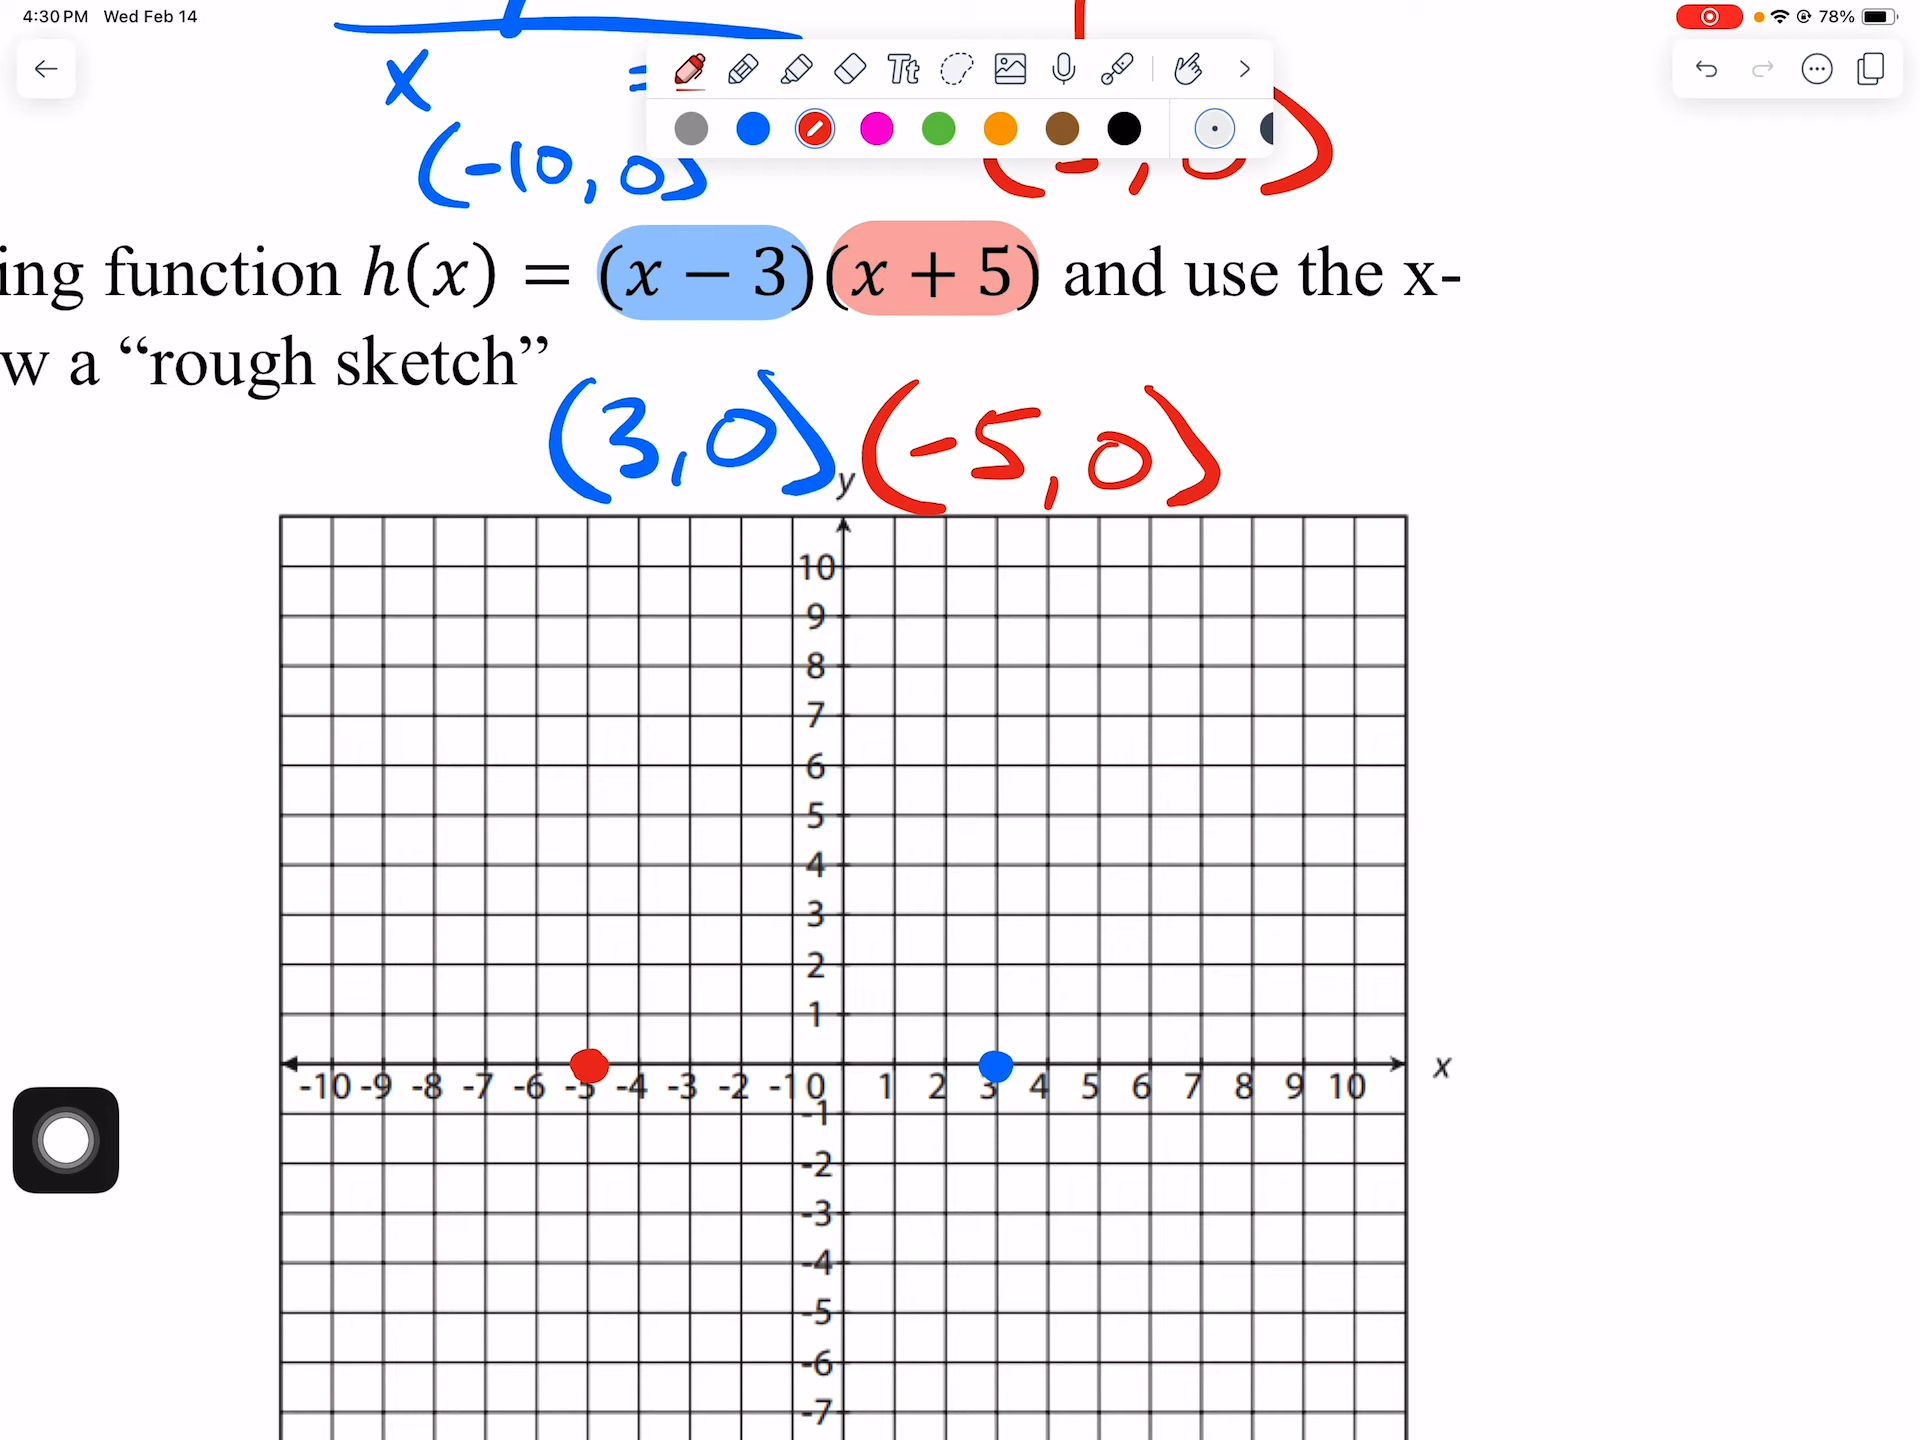 4:30 PM Wed Feb 14
78%
x =
Tt
(-10, 0)
ing function h(x) = (x − 3)(x + 5) and use the x-
w a “rough sketch”
(3,0) (-5,0)
y
10
9
8
7
6
5
4
3
2
1
x
-10 -9 -8 -7 -6 -5 -4 -3 -2 -1 0 1 2 3 4 5 6 7 8 9 10
-1
-2
-3
-4
-5
-6
-7